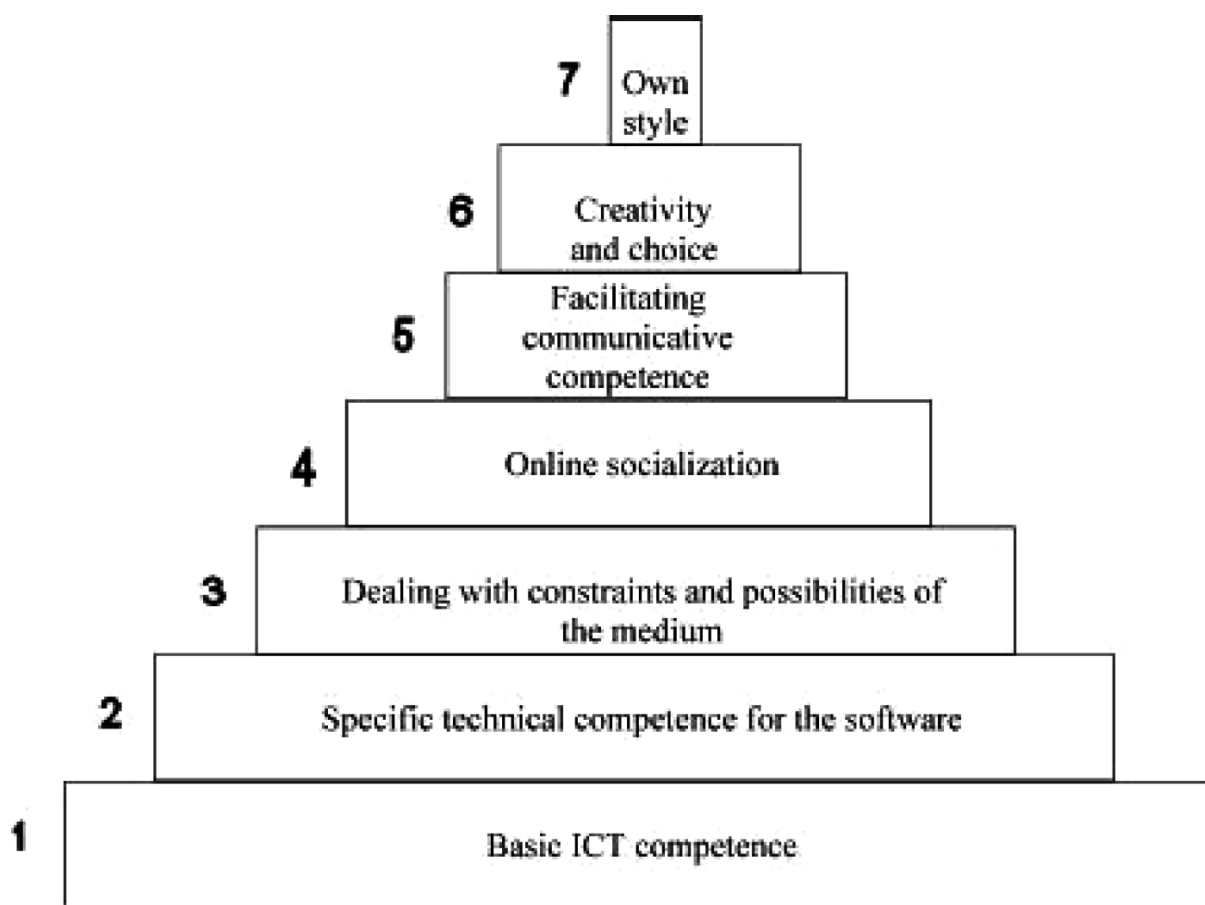 7
Own
style
6
Creativity
and choice
5
Facilitating
communicative
competence
4
Online socialization
3
Dealing with constraints and possibilities of
the medium
2
Specific technical competence for the software
1
Basic ICT competence